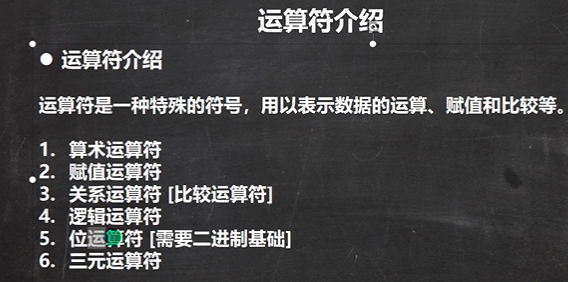 运算符介绍
● 运算符介绍
运算符是一种特殊的符号，用以表示数据的运算、赋值和比较等。
1. 算术运算符
2. 赋值运算符
3. 关系运算符 [比较运算符]
4. 逻辑运算符
5. 位运算符 [需要二进制基础]
6. 三元运算符